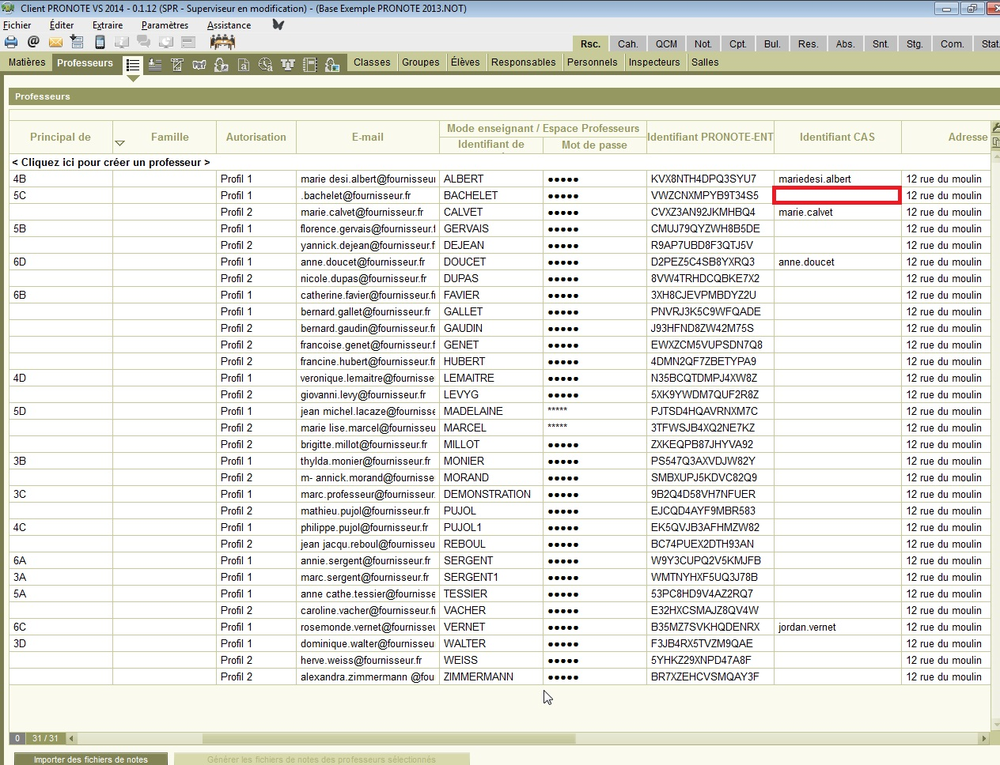 Client PRONOTE VS 2014 - 0.1.12 (SPR - Superviseur en modification) - (Base Exemple PRONOTE 2013.NOT)
Fichier Éditer Extraire Paramètres Assistance
Rsc. Cah. QCM Not. Cpt. Bul. Res. Abs. Snt. Stg. Com. Stat.
Matières Professeurs Classes Groupes Élèves Responsables Personnels Inspecteurs Salles
Professeurs
Principal de Famille Autorisation E-mail Mode enseignant / Espace Professeurs Identifiant PRONOTE-ENT Identifiant CAS Adresse
Identifiant de Mot de passe
< Cliquez ici pour créer un professeur >
4B Profil 1 marie desi.albert@fournisseur ALBERT ●●●●● KVX8NTH4DPQ3SYU7 mariedesi.albert 12 rue du moulin
5C Profil 1 .bachelet@fournisseur.fr BACHELET ●●●●● VWZCNXMPYB9T34S5 12 rue du moulin
Profil 2 marie.calvet@fournisseur.fr CALVET ●●●●● CVXZ3AN92JKMHBQ4 marie.calvet 12 rue du moulin
5B Profil 1 florence.gervais@fournisseur.f GERVAIS ●●●●● CMUJ79QYZWH8B5DE 12 rue du moulin
Profil 2 yannick.dejean@fournisseur.f DEJEAN ●●●●● R9AP7UBD8F3QTJ5V 12 rue du moulin
6D Profil 1 anne.doucet@fournisseur.fr DOUCET ●●●●● D2PEZ5C4SB8YXRQ3 anne.doucet 12 rue du moulin
Profil 2 nicole.dupas@fournisseur.fr DUPAS ●●●●● 8VW4TRHDCQBKE7X2 12 rue du moulin
6B Profil 1 catherine.favier@fournisseur.f FAVIER ●●●●● 3XH8CJEVPMBDYZ2U 12 rue du moulin
Profil 1 bernard.gallet@fournisseur.fr GALLET ●●●●● PNVRJ3K5C9WFQADE 12 rue du moulin
Profil 2 bernard.gaudin@fournisseur.fr GAUDIN ●●●●● J93HFND8ZW42M75S 12 rue du moulin
Profil 2 francoise.genet@fournisseur.f GENET ●●●●● EWXZCM5VUPSDN7Q8 12 rue du moulin
Profil 2 francine.hubert@fournisseur.f HUBERT ●●●●● 4DMN2QF7ZBETYPA9 12 rue du moulin
4D Profil 1 veronique.lemaitre@fournisse LEMAITRE ●●●●● N35BCQTDMPJ4XW8Z 12 rue du moulin
Profil 2 giovanni.levy@fournisseur.fr LEVYG ●●●●● 5XK9YWDM7QUF2R8Z 12 rue du moulin
5D Profil 1 jean michel.lacaze@fournisse MADELAINE ***** PJTSD4HQAVRNXM7C 12 rue du moulin
Profil 2 marie lise.marcel@fournisseu MARCEL ***** 3TFWSJB4XQ2NE7KZ 12 rue du moulin
Profil 2 brigitte.millot@fournisseur.fr MILLOT ●●●●● ZXKEQPB87JHYVA92 12 rue du moulin
3B Profil 1 thylda.monier@fournisseur.fr MONIER ●●●●● PS547Q3AXVDJW82Y 12 rue du moulin
Profil 2 m- annick.morand@fournisse MORAND ●●●●● SMBXUPJ5KDVC82Q9 12 rue du moulin
3C Profil 1 marc.professeur@fournisseur. DEMONSTRATION ●●●●● 9B2Q4D58VH7NFUER 12 rue du moulin
Profil 2 mathieu.pujol@fournisseur.fr PUJOL ●●●●● EJCQD4AYF9MBR583 12 rue du moulin
4C Profil 1 philippe.pujol@fournisseur.fr PUJOL1 ●●●●● EK5QVJB3AFHMZW82 12 rue du moulin
Profil 2 jean jacqu.reboul@fournisseu REBOUL ●●●●● BC74PUEX2DTH93AN 12 rue du moulin
6A Profil 1 annie.sergent@fournisseur.fr SERGENT ●●●●● W9Y3CUPQ2V5KMJFB 12 rue du moulin
3A Profil 1 marc.sergent@fournisseur.fr SERGENT1 ●●●●● WMTNYHXF5UQ3J78B 12 rue du moulin
5A Profil 1 anne cathe.tessier@fournisse TESSIER ●●●●● 53PC8HD9V4AZ2RQ7 12 rue du moulin
Profil 2 caroline.vacher@fournisseur.fr VACHER ●●●●● E32HXCSMAJZ8QV4W 12 rue du moulin
6C Profil 1 rosemonde.vernet@fournisseu VERNET ●●●●● B35MZ7SVKHQDENRX jordan.vernet 12 rue du moulin
3D Profil 1 dominique.walter@fournisseu WALTER ●●●●● F3JB4RX5TVZM9QAE 12 rue du moulin
Profil 2 herve.weiss@fournisseur.fr WEISS ●●●●● 5YHKZ29XNPD47A8F 12 rue du moulin
Profil 2 alexandra.zimmermann @fou ZIMMERMANN ●●●●● BR7XZEHCVSMQAY3F 12 rue du moulin
0 31 / 31
Importer des fichiers de notes Générer les fichiers de notes des professeurs sélectionnés